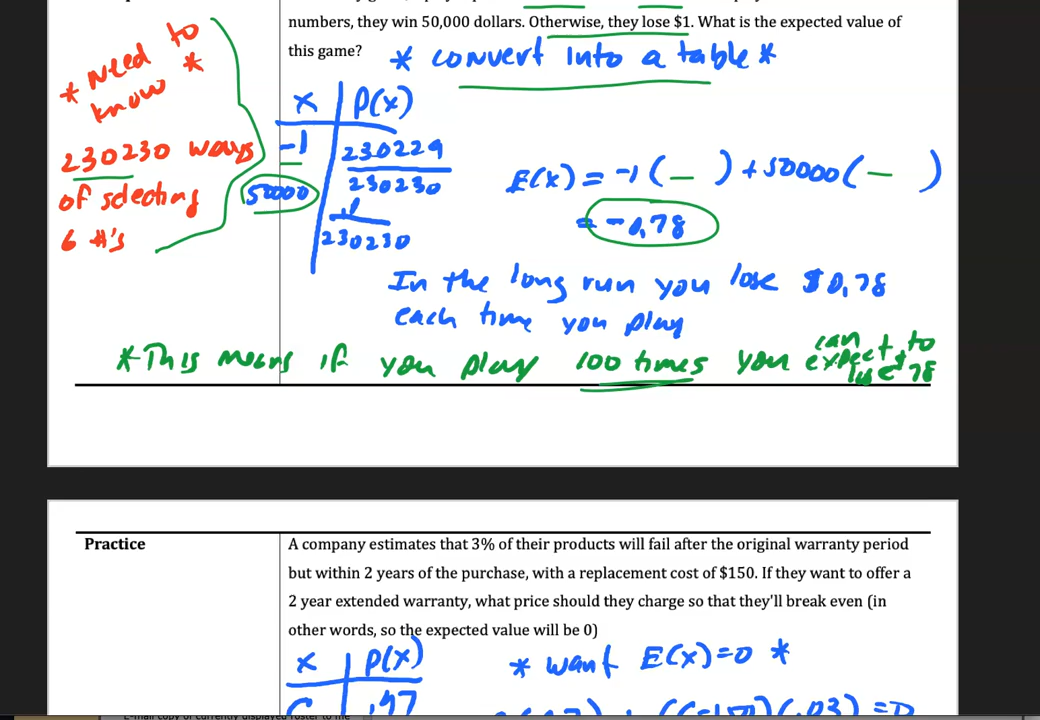 numbers, they win 50,000 dollars. Otherwise, they lose $1. What is the expected value of
this game?
* convert into a table *
* Need to
know *
230230 ways
of selecting
6 #'s
x P(x)
-1 230229
230230
50000 1
230230
E(x) = -1 ( — ) + 50000 ( — )
= -0.78
In the long run you lose $0.78
each time you play
* This means if you play 100 times you can expect to lose $78
Practice
A company estimates that 3% of their products will fail after the original warranty period
but within 2 years of the purchase, with a replacement cost of $150. If they want to offer a
2 year extended warranty, what price should they charge so that they'll break even (in
other words, so the expected value will be 0)
x P(x)
* want E(x)=0 *
C .97